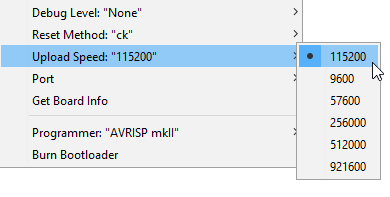 Debug Level: "None"
Reset Method: "ck"
Upload Speed: "115200"
Port
Get Board Info
Programmer: "AVRISP mkII"
Burn Bootloader
115200
9600
57600
256000
512000
921600